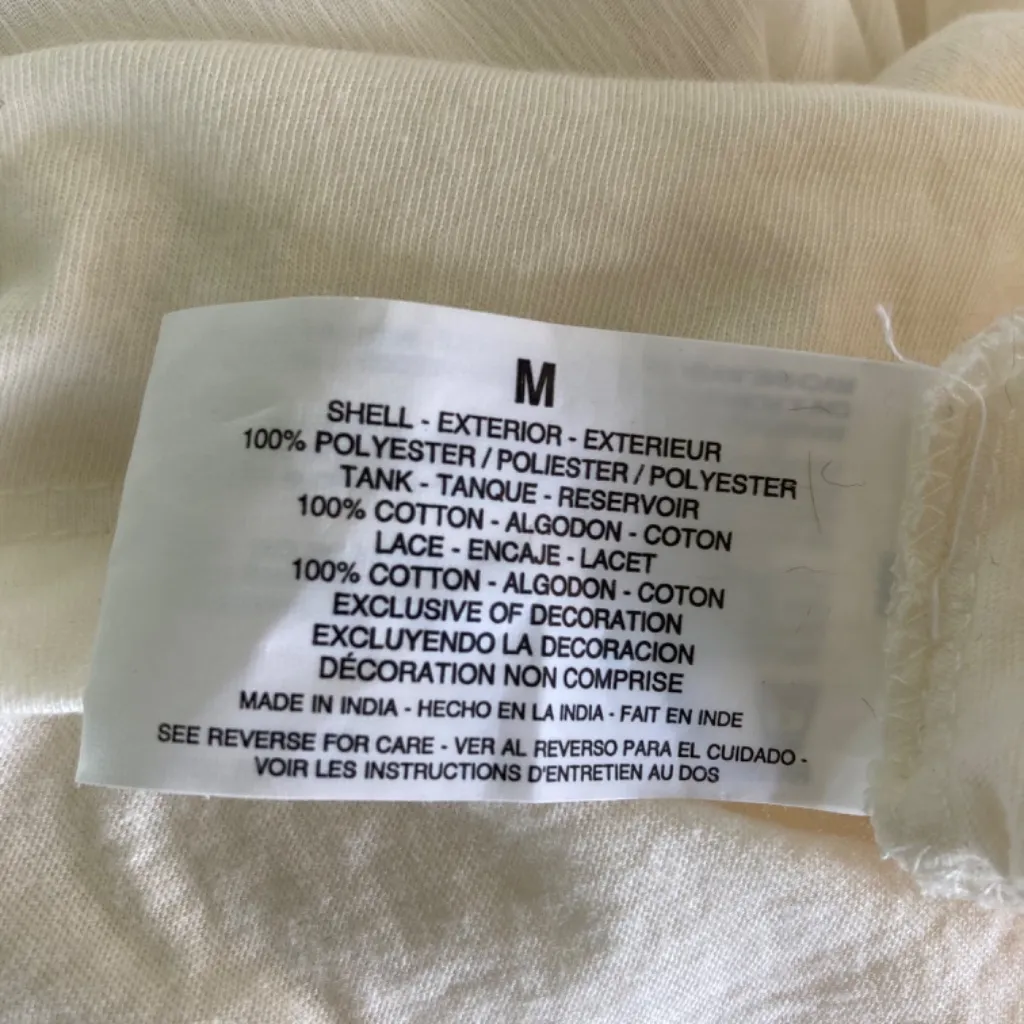 M
SHELL - EXTERIOR - EXTERIEUR
100% POLYESTER / POLIESTER / POLYESTER
TANK - TANQUE - RESERVOIR
100% COTTON - ALGODON - COTON
LACE - ENCAJE - LACET
100% COTTON - ALGODON - COTON
EXCLUSIVE OF DECORATION
EXCLUYENDO LA DECORACION
DÉCORATION NON COMPRISE
MADE IN INDIA - HECHO EN LA INDIA - FAIT EN INDE
SEE REVERSE FOR CARE - VER AL REVERSO PARA EL CUIDADO -
VOIR LES INSTRUCTIONS D'ENTRETIEN AU DOS